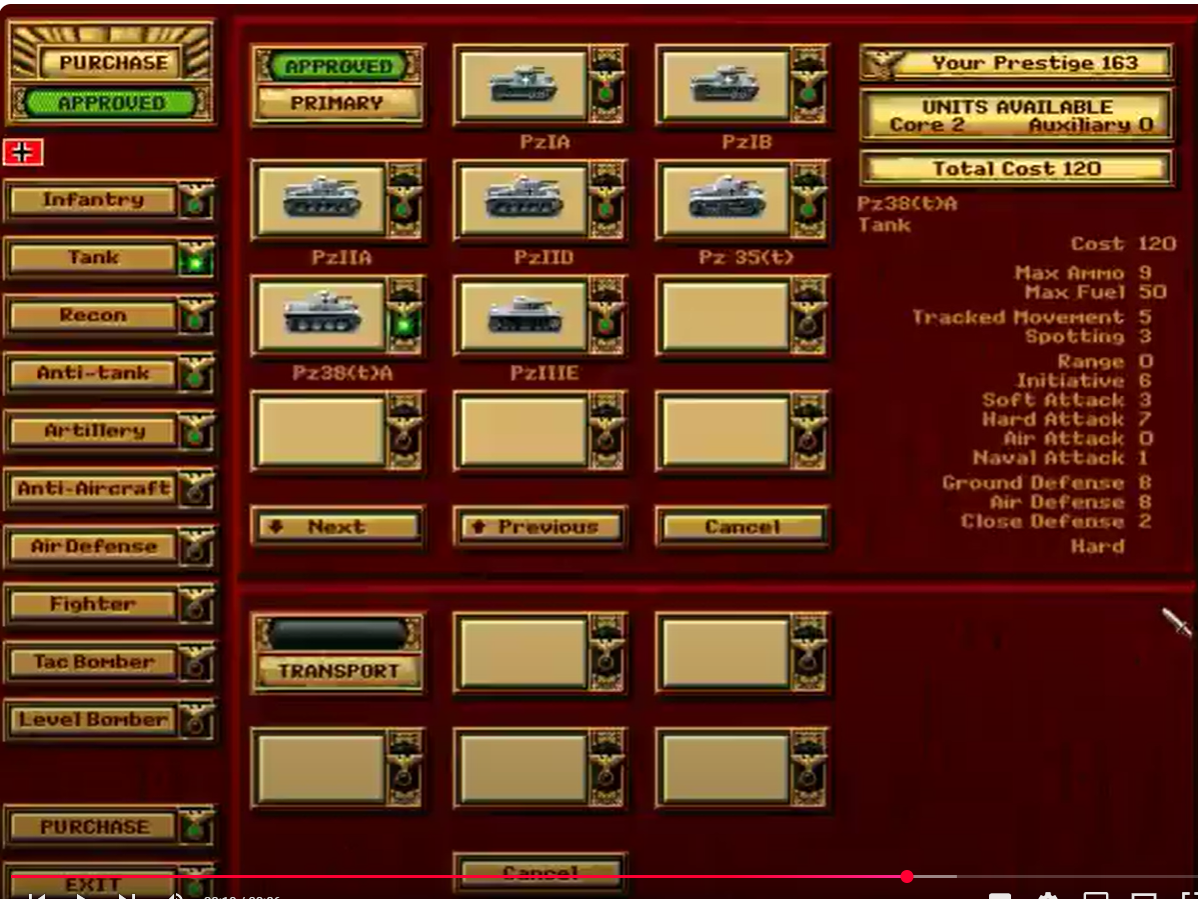 PURCHASE
APPROVED
Infantry
Tank
Recon
Anti-tank
Artillery
Anti-Aircraft
Air Defense
Fighter
Tac Bomber
Level Bomber
PURCHASE
EXIT
APPROVED
PRIMARY
PzIA
PzIB
PzIIA
PzIID
Pz 35(t)
Pz38(t)A
PzIIIE
Next
Previous
Cancel
TRANSPORT
Cancel
Your Prestige 163
UNITS AVAILABLE
Core 2 Auxiliary 0
Total Cost 120
Pz38(t)A
Tank
Cost 120
Max Ammo 9
Max Fuel 50
Tracked Movement 5
Spotting 3
Range 0
Initiative 6
Soft Attack 3
Hard Attack 7
Air Attack 0
Naval Attack 1
Ground Defense 8
Air Defense 8
Close Defense 2
Hard